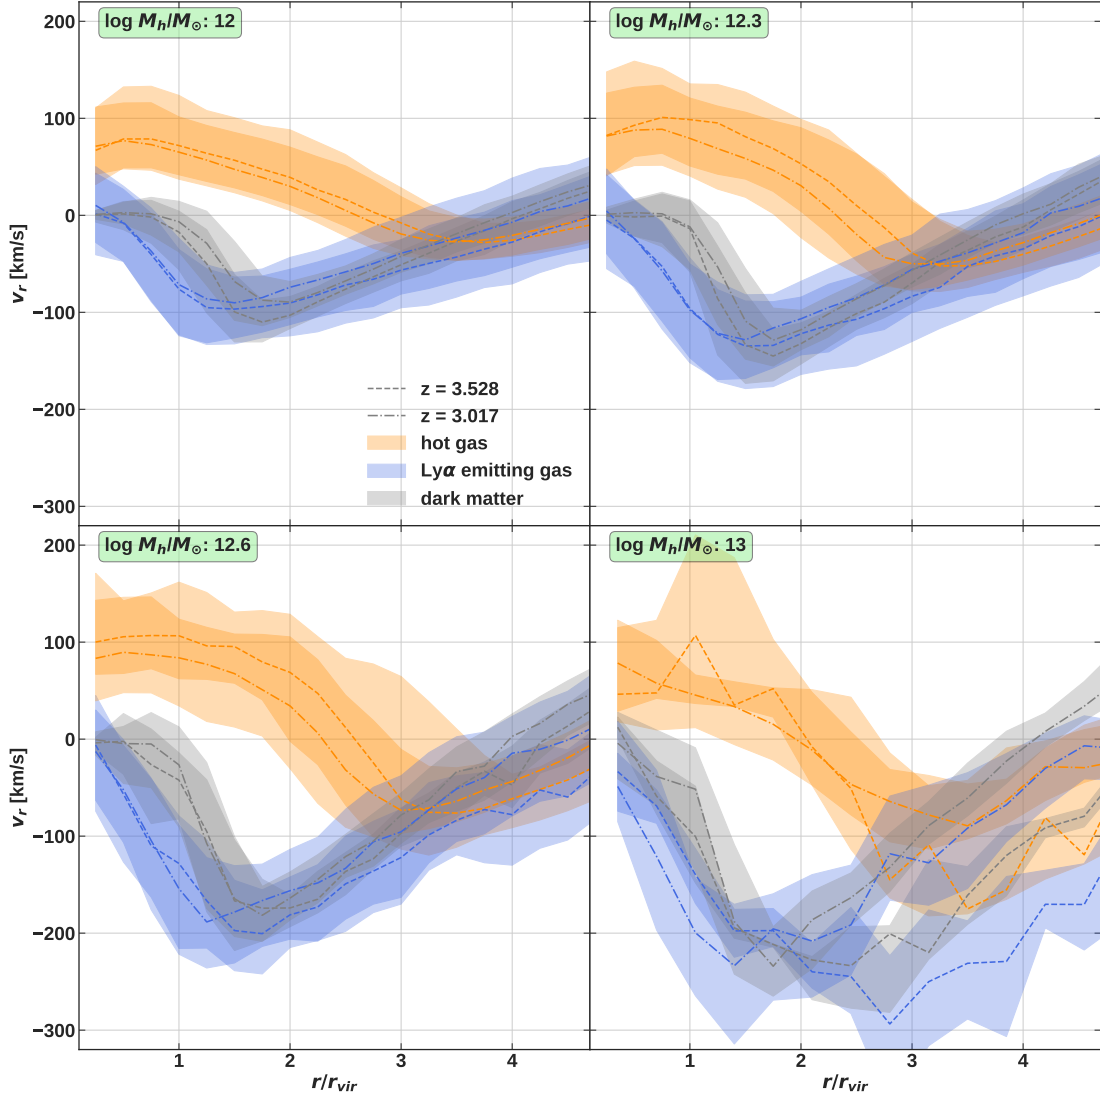 log M_h/M_⊙: 12
log M_h/M_⊙: 12.3
200
100
0
−100
−200
−300
v_r [km/s]
z = 3.528
z = 3.017
hot gas
Lyα emitting gas
dark matter
log M_h/M_⊙: 12.6
log M_h/M_⊙: 13
200
100
0
−100
−200
−300
v_r [km/s]
1 2 3 4
1 2 3 4
r/r_vir
r/r_vir